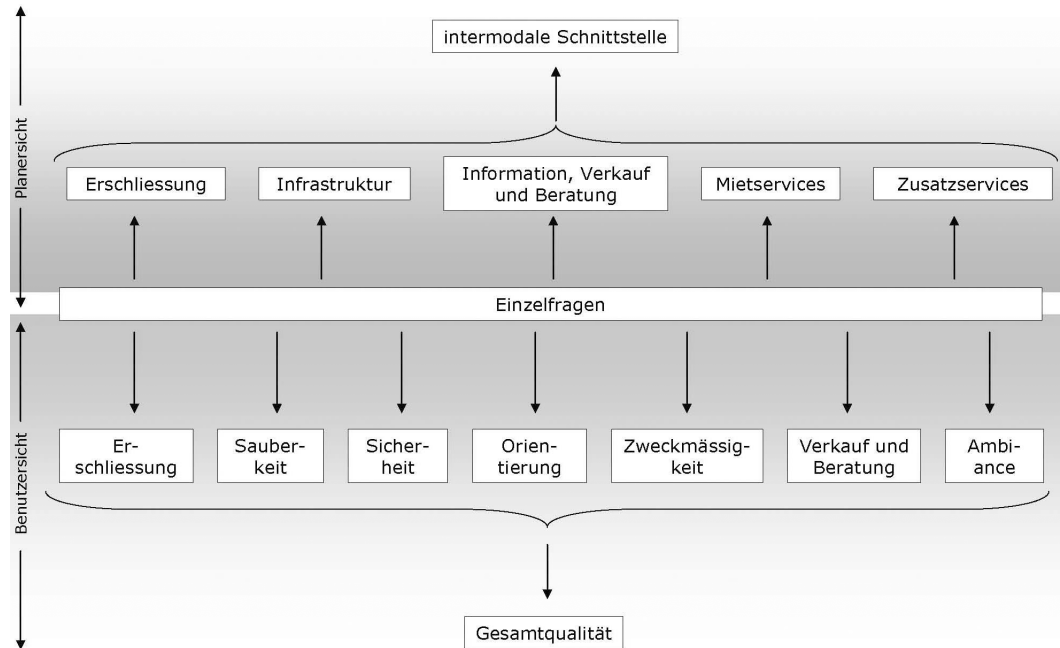 intermodale Schnittstelle
Planersicht
Erschliessung
Infrastruktur
Information, Verkauf
und Beratung
Mietservices
Zusatzservices
Einzelfragen
Benutzersicht
Er-
schliessung
Sauber-
keit
Sicher-
heit
Orien-
tierung
Zweckmässig-
keit
Verkauf und
Beratung
Ambi-
ance
Gesamtqualität